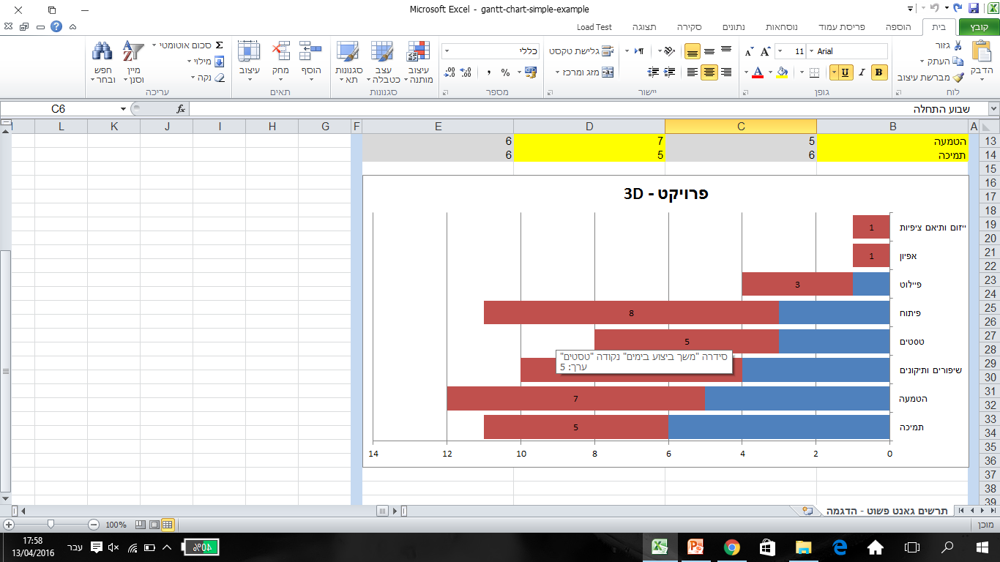 Microsoft Excel - gantt-chart-simple-example
קובץ בית הוספה פריסת עמוד נוסחאות נתונים סקירה תצוגה Load Test
הדבק גזור העתק מברשת עיצוב לוח
Arial 11 B I U A גופן
גלישת טקסט מזג ומרכז יישור
כללי % , .00 .0 מספר
עיצוב מותנה עצב כטבלה סגנונות תא סגנונות
הוסף מחק עיצוב תאים
Σ סכום אוטומטי מילוי נקה מיין וסנן חפש ובחר עריכה
C6 fx שבוע התחלה
A B C D E F G H I J K L
13 הטמעה 5 7 6
14 תמיכה 6 5 6
15
16
17
18
19
20
21
22
23
24
25
26
27
28
29
30
31
32
33
34
35
36
37
38
39
פרויקט - 3D
ייזום ותיאם ציפיות 1
אפיון 1
פיילוט 3
פיתוח 8
טסטים 5
סידרה "משך ביצוע בימים" נקודה "טסטים"
ערך: 5
שיפורים ותיקונים
הטמעה 7
תמיכה 5
0 2 4 6 8 10 12 14
תרשים גאנט פשוט - הדגמה
מוכן 100%
עבר 40%
17:58
13/04/2016